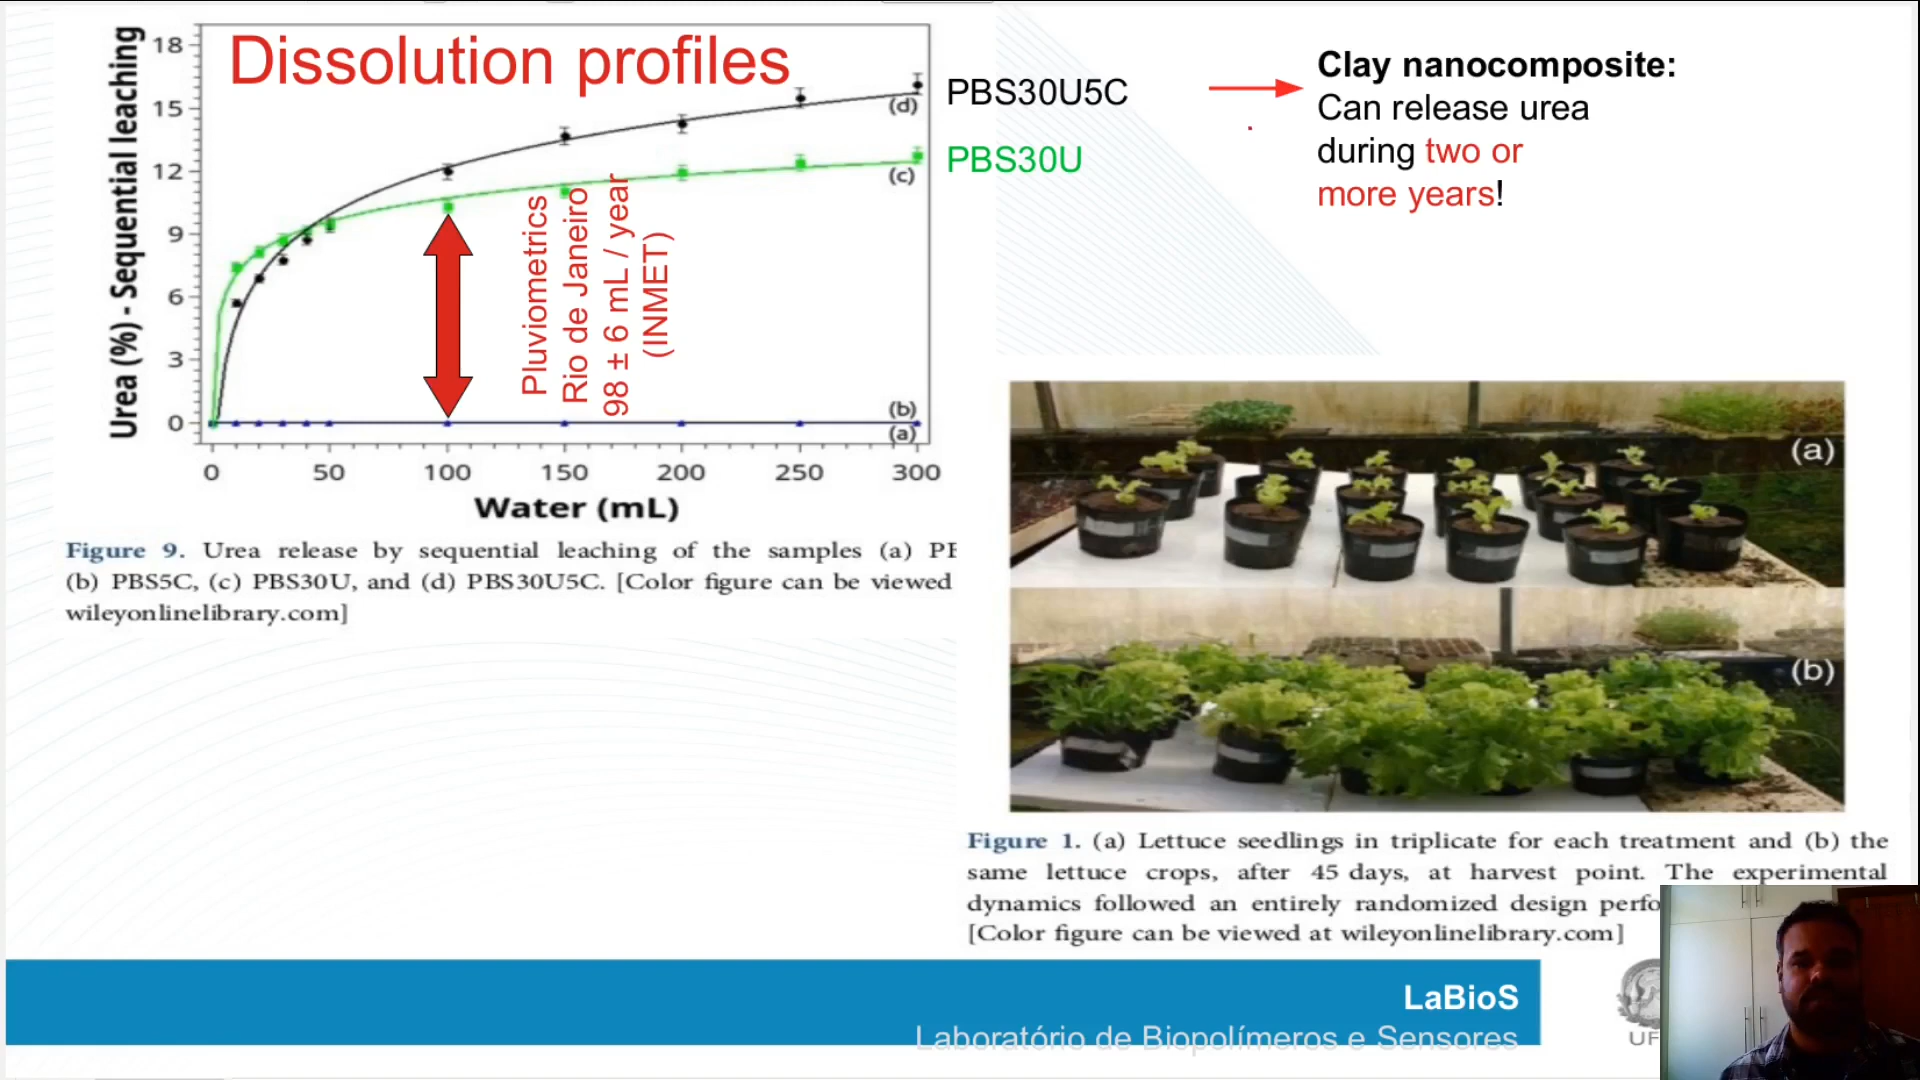 Dissolution profiles
Urea (%) - Sequential leaching
18
15
12
9
6
3
0
(d)
(c)
(b)
(a)
Pluviometrics
Rio de Janeiro
98 ± 6 mL / year
(INMET)
0 50 100 150 200 250 300
Water (mL)
PBS30U5C
PBS30U
Clay nanocomposite:
Can release urea
during two or
more years!
Figure 9. Urea release by sequential leaching of the samples (a)
(b) PBS5C, (c) PBS30U, and (d) PBS30U5C. [Color figure can be viewed
wileyonlinelibrary.com]
(a)
(b)
Figure 1. (a) Lettuce seedlings in triplicate for each treatment and (b) the
same lettuce crops, after 45 days, at harvest point. The experimental
dynamics followed an entirely randomized design
[Color figure can be viewed at wileyonlinelibrary.com]
LaBioS
Laboratório de Biopolímeros e Sensores